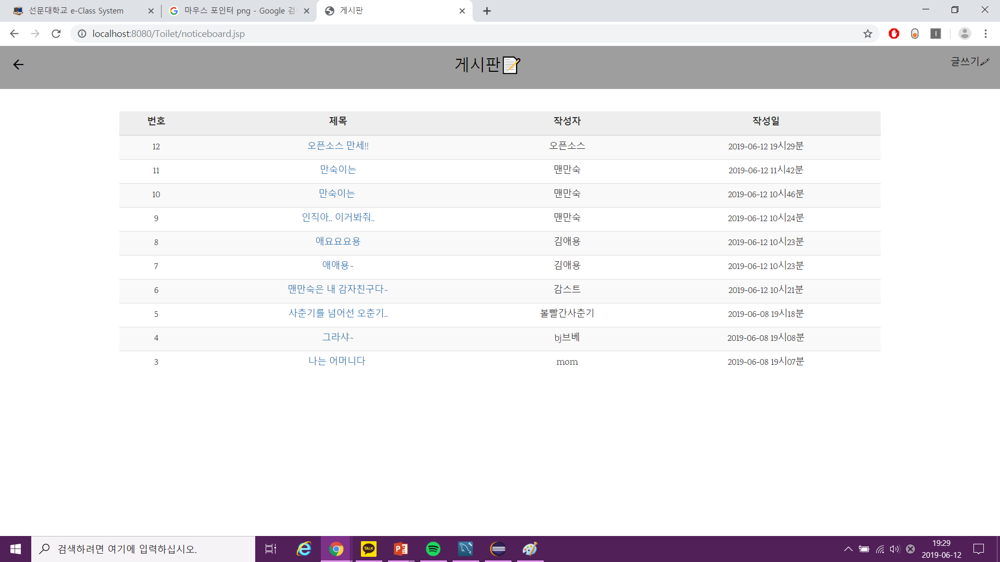 선문대학교 e-Class System
마우스 포인터 png - Google 검
게시판
localhost:8080/Toilet/noticeboard.jsp
게시판
글쓰기
번호 제목 작성자 작성일
12 오픈소스 만세!! 오픈소스 2019-06-12 19시29분
11 만숙이는 맨만숙 2019-06-12 11시42분
10 만숙이는 맨만숙 2019-06-12 10시46분
9 인직아.. 이거봐줘.. 맨만숙 2019-06-12 10시24분
8 애요요요용 김애용 2019-06-12 10시23분
7 애애용~ 김애용 2019-06-12 10시23분
6 맨만숙은 내 감자친구다~ 감스트 2019-06-12 10시21분
5 사춘기를 넘어선 오춘기.. 볼빨간사춘기 2019-06-08 19시18분
4 그라샤~ bj브베 2019-06-08 19시08분
3 나는 어머니다 mom 2019-06-08 19시07분
검색하려면 여기에 입력하십시오.
TALK
19:29
2019-06-12